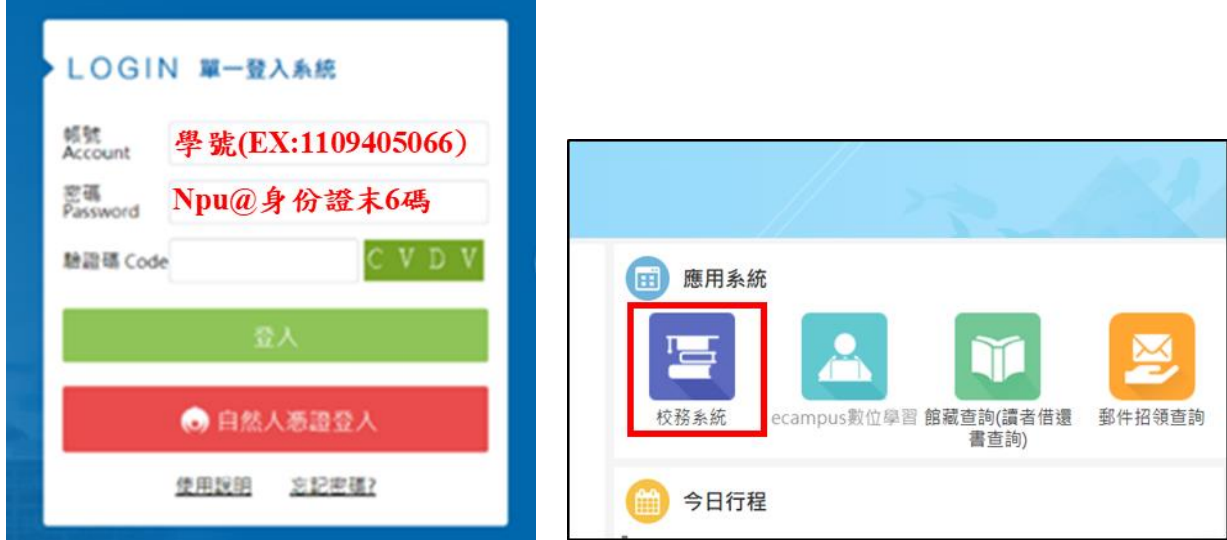 LOGIN 單一登入系統
帳號
Account
學號(EX:1109405066)
密碼
Password
Npu@身份證末6碼
驗證碼 Code
CVDV
登入
自然人憑證登入
使用說明 忘記密碼?
應用系統
校務系統
ecampus數位學習
館藏查詢(讀者借還
書查詢)
郵件招領查詢
今日行程